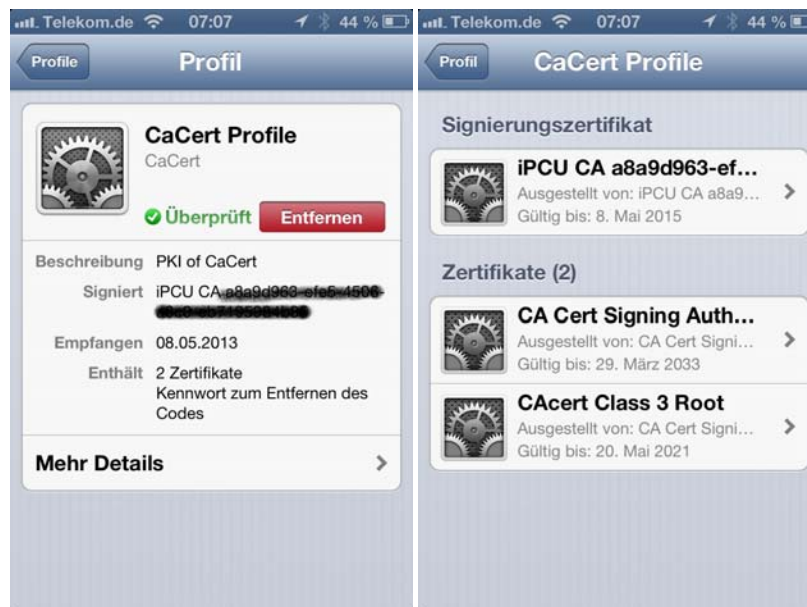 Telekom.de 07:07 44 %
Profile
Profil
CaCert Profile
CaCert
Überprüft
Entfernen
Beschreibung PKI of CaCert
Signiert iPCU CA
Empfangen 08.05.2013
Enthält 2 Zertifikate
Kennwort zum Entfernen des
Codes
Mehr Details
Telekom.de 07:07 44 %
Profil
CaCert Profile
Signierungszertifikat
iPCU CA a8a9d963-ef...
Ausgestellt von: iPCU CA a8a9...
Gültig bis: 8. Mai 2015
Zertifikate (2)
CA Cert Signing Auth...
Ausgestellt von: CA Cert Signi...
Gültig bis: 29. März 2033
CAcert Class 3 Root
Ausgestellt von: CA Cert Signi...
Gültig bis: 20. Mai 2021